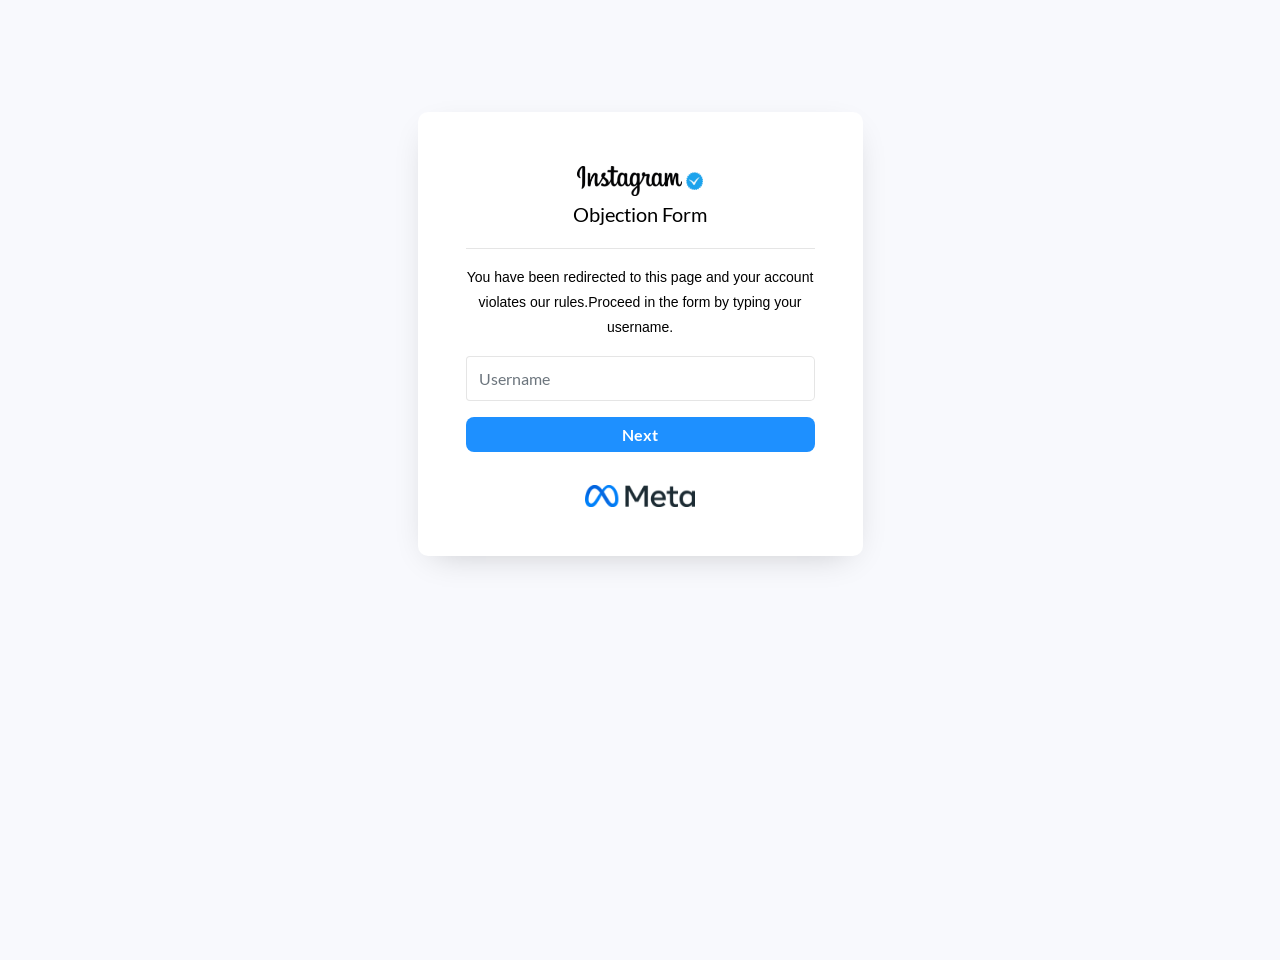 Instagram
Objection Form
You have been redirected to this page and your account
violates our rules.Proceed in the form by typing your
username.
Username
Next
Meta